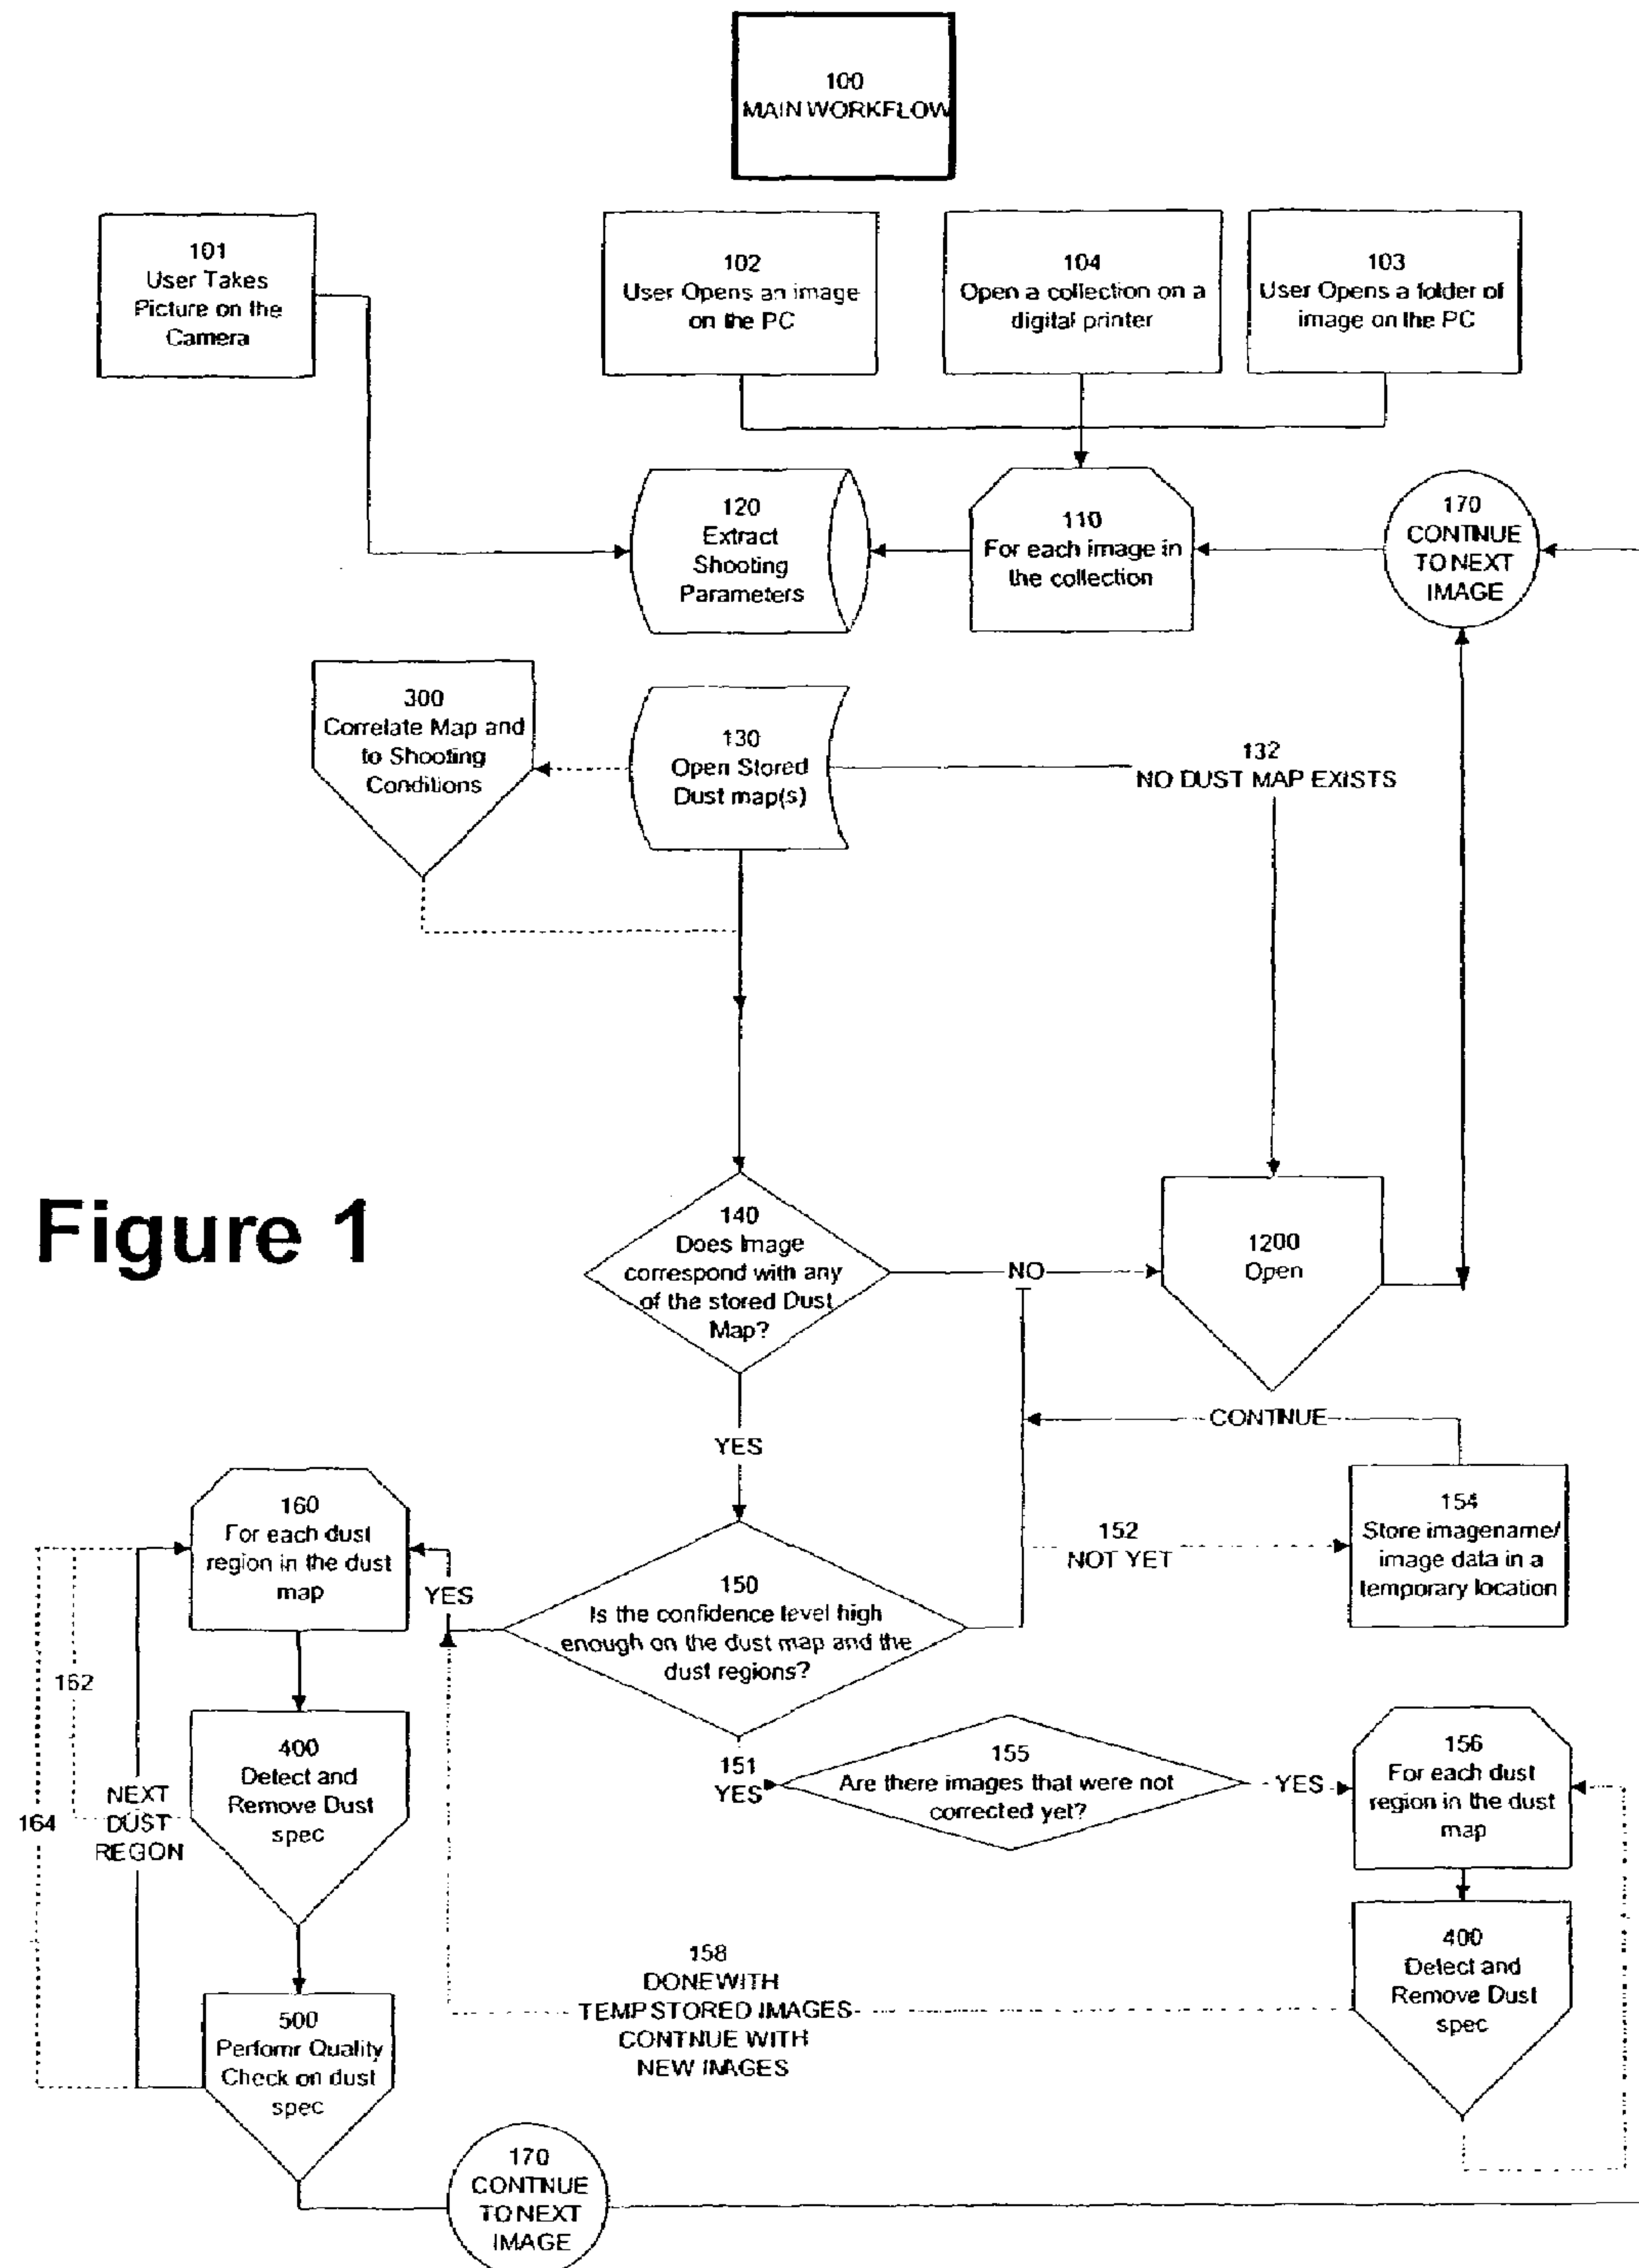 100
MAIN WORKFLOW
101
User Takes
Picture on the
Camera
102
User Opens an image
on the PC
104
Open a collection on a
digital printer
103
User Opens a folder of
image on the PC
120
Extract
Shooting
Parameters
110
For each image in
the collection
170
CONTINUE
TO NEXT
IMAGE
300
Correlate Map and
to Shooting
Conditions
130
Open Stored
Dust map(s)
132
NO DUST MAP EXISTS
Figure 1
140
Does Image
correspond with any
of the stored Dust
Map?
NO
1200
Open
YES
CONTINUE
160
For each dust
region in the dust
map
YES
150
Is the confidence level high
enough on the dust map and the
dust regions?
152
NOT YET
154
Store imagename/
image data in a
temporary location
162
164
NEXT
DUST
REGON
400
Detect and
Remove Dust
spec
151
YES
155
Are there images that were not
corrected yet?
YES
156
For each dust
region in the dust
map
158
DONEWITH
TEMP STORED IMAGES
CONTNUE WITH
NEW IMAGES
400
Detect and
Remove Dust
spec
500
Perfomr Quality
Check on dust
spec
170
CONTNUE
TO NEXT
IMAGE